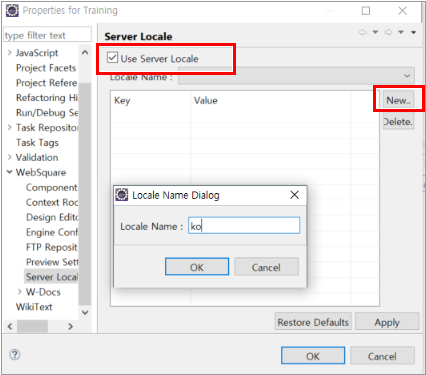 Properties for Training
type filter text
JavaScript
Project Facets
Project Refere
Refactoring Hi
Run/Debug Se
Task Reposito
Task Tags
Validation
WebSquare
Component
Context Roo
Design Edito
Engine Conf
FTP Reposit
Preview Sett
Server Local
W-Docs
WikiText
Server Locale
Use Server Locale
Locale Name :
Key Value
New..
Delete.
Locale Name Dialog
Locale Name : ko
OK Cancel
Restore Defaults Apply
OK Cancel